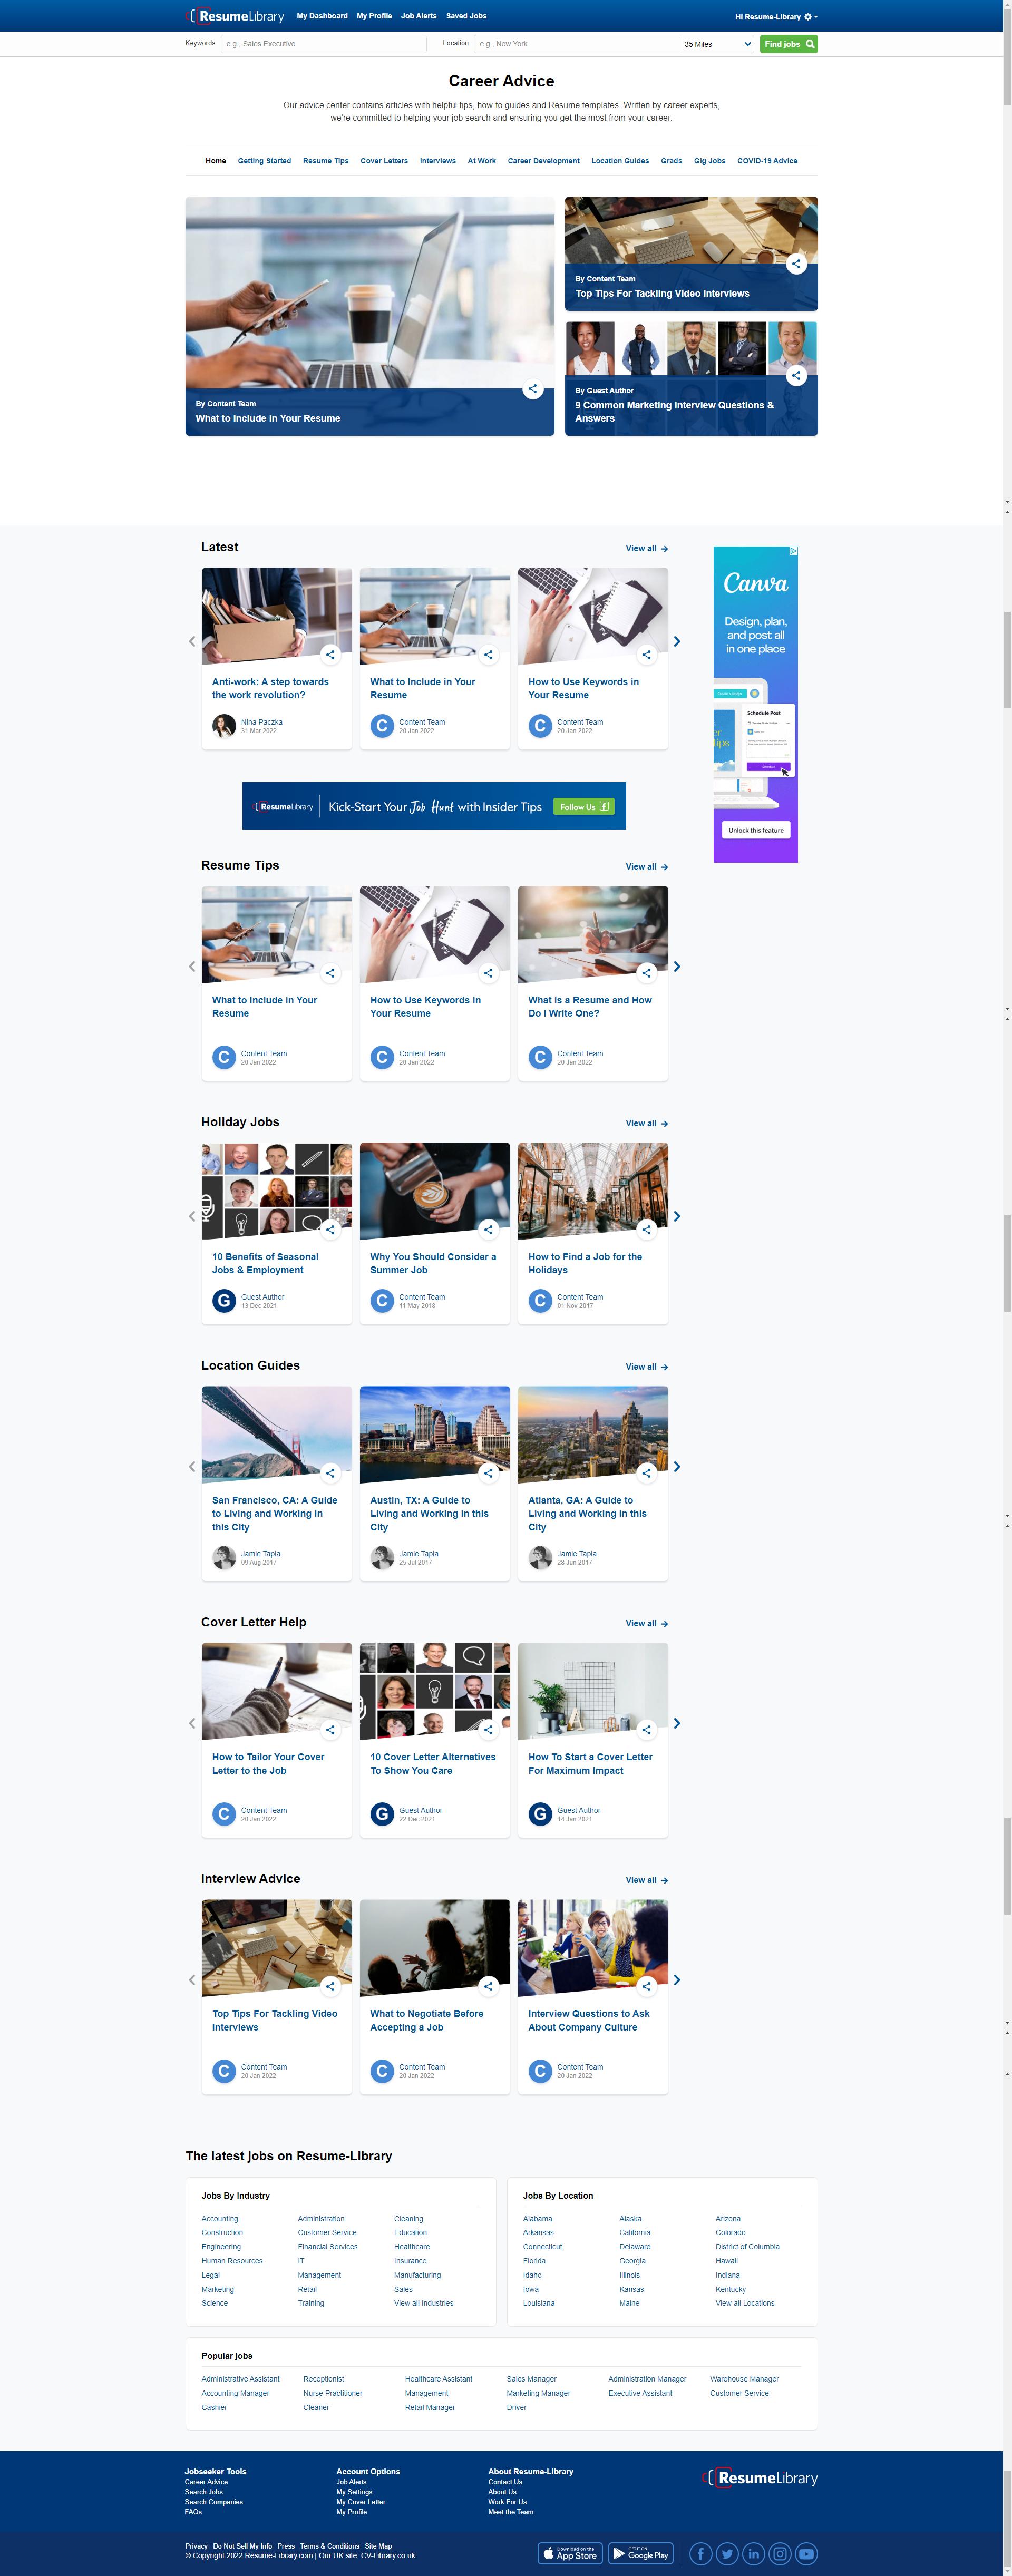 ResumeLibrary My Dashboard My Profile Job Alerts Saved Jobs Hi Resume-Library
Keywords e.g., Sales Executive Location e.g., New York 35 Miles Find jobs
Career Advice
Our advice center contains articles with helpful tips, how-to guides and Resume templates. Written by career experts,
we're committed to helping your job search and ensuring you get the most from your career.
Home Getting Started Resume Tips Cover Letters Interviews At Work Career Development Location Guides Grads Gig Jobs COVID-19 Advice
By Content Team
What to Include in Your Resume
By Content Team
Top Tips For Tackling Video Interviews
By Guest Author
9 Common Marketing Interview Questions &
Answers
Latest View all
Anti-work: A step towards
the work revolution?
Nina Paczka
31 Mar 2022
What to Include in Your
Resume
C Content Team
20 Jan 2022
How to Use Keywords in
Your Resume
C Content Team
20 Jan 2022
Canva
Design, plan,
and post all
in one place
Create a design
Schedule Post
Schedule
Unlock this feature
ResumeLibrary Kick-Start Your Job Hunt with Insider Tips Follow Us
Resume Tips View all
What to Include in Your
Resume
C Content Team
20 Jan 2022
How to Use Keywords in
Your Resume
C Content Team
20 Jan 2022
What is a Resume and How
Do I Write One?
C Content Team
20 Jan 2022
Holiday Jobs View all
10 Benefits of Seasonal
Jobs & Employment
G Guest Author
13 Dec 2021
Why You Should Consider a
Summer Job
C Content Team
11 May 2018
How to Find a Job for the
Holidays
C Content Team
01 Nov 2017
Location Guides View all
San Francisco, CA: A Guide
to Living and Working in
this City
Jamie Tapia
09 Aug 2017
Austin, TX: A Guide to
Living and Working in this
City
Jamie Tapia
25 Jul 2017
Atlanta, GA: A Guide to
Living and Working in this
City
Jamie Tapia
28 Jun 2017
Cover Letter Help View all
How to Tailor Your Cover
Letter to the Job
C Content Team
20 Jan 2022
10 Cover Letter Alternatives
To Show You Care
G Guest Author
22 Dec 2021
How To Start a Cover Letter
For Maximum Impact
G Guest Author
14 Jan 2021
Interview Advice View all
Top Tips For Tackling Video
Interviews
C Content Team
20 Jan 2022
What to Negotiate Before
Accepting a Job
C Content Team
20 Jan 2022
Interview Questions to Ask
About Company Culture
C Content Team
20 Jan 2022
The latest jobs on Resume-Library
Jobs By Industry
Accounting Administration Cleaning
Construction Customer Service Education
Engineering Financial Services Healthcare
Human Resources IT Insurance
Legal Management Manufacturing
Marketing Retail Sales
Science Training View all Industries
Jobs By Location
Alabama Alaska Arizona
Arkansas California Colorado
Connecticut Delaware District of Columbia
Florida Georgia Hawaii
Idaho Illinois Indiana
Iowa Kansas Kentucky
Louisiana Maine View all Locations
Popular jobs
Administrative Assistant Receptionist Healthcare Assistant Sales Manager Administration Manager Warehouse Manager
Accounting Manager Nurse Practitioner Management Marketing Manager Executive Assistant Customer Service
Cashier Cleaner Retail Manager Driver
Jobseeker Tools
Career Advice
Search Jobs
Search Companies
FAQs
Account Options
Job Alerts
My Settings
My Cover Letter
My Profile
About Resume-Library
Contact Us
About Us
Work For Us
Meet the Team
ResumeLibrary
Privacy Do Not Sell My Info Press Terms & Conditions Site Map
© Copyright 2022 Resume-Library.com | Our UK site: CV-Library.co.uk
Download on the
App Store
GET IT ON
Google Play